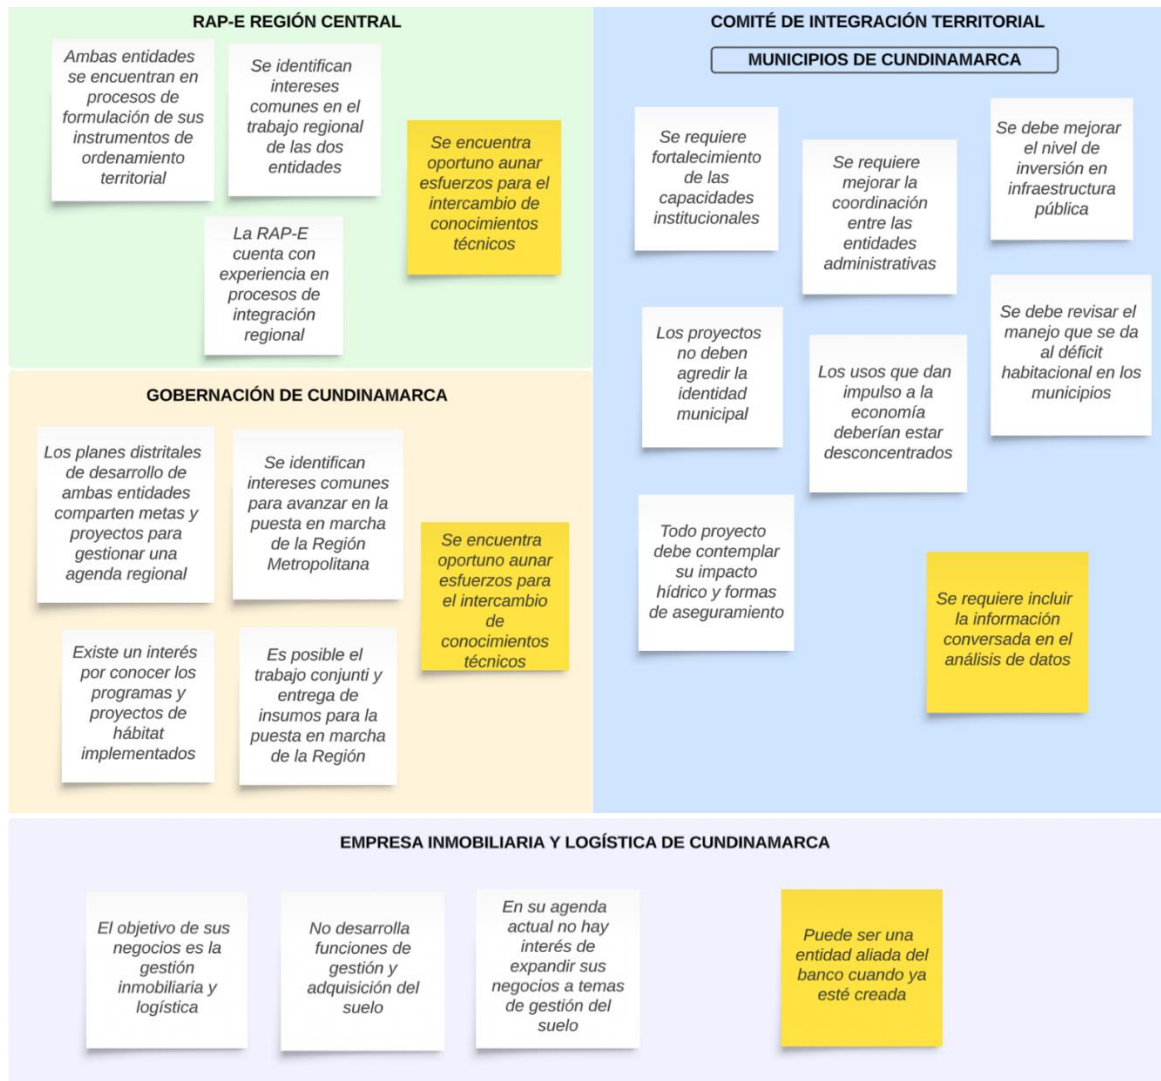 RAP-E REGIÓN CENTRAL
Ambas entidades
se encuentran en
procesos de
formulación de sus
instrumentos de
ordenamiento
territorial
Se identifican
intereses
comunes en el
trabajo regional
de las dos
entidades
Se encuentra
oportuno aunar
esfuerzos para el
intercambio de
conocimientos
técnicos
La RAP-E
cuenta con
experiencia en
procesos de
integración
regional
COMITÉ DE INTEGRACIÓN TERRITORIAL
MUNICIPIOS DE CUNDINAMARCA
Se requiere
fortalecimiento
de las
capacidades
institucionales
Se requiere
mejorar la
coordinación
entre las
entidades
administrativas
Se debe mejorar
el nivel de
inversión en
infraestructura
pública
Los proyectos
no deben
agredir la
identidad
municipal
Los usos que dan
impulso a la
economía
deberían estar
desconcentrados
Se debe revisar el
manejo que se da
al déficit
habitacional en los
municipios
Todo proyecto
debe contemplar
su impacto
hídrico y formas
de aseguramiento
Se requiere incluir
la información
conversada en el
análisis de datos
GOBERNACIÓN DE CUNDINAMARCA
Los planes distritales
de desarrollo de
ambas entidades
comparten metas y
proyectos para
gestionar una
agenda regional
Se identifican
intereses comunes
para avanzar en la
puesta en marcha
de la Región
Metropolitana
Se encuentra
oportuno aunar
esfuerzos para
el intercambio
de
conocimientos
técnicos
Existe un interés
por conocer los
programas y
proyectos de
hábitat
implementados
Es posible el
trabajo conjunti y
entrega de
insumos para la
puesta en marcha
de la Región
EMPRESA INMOBILIARIA Y LOGÍSTICA DE CUNDINAMARCA
El objetivo de sus
negocios es la
gestión
inmobiliaria y
logística
No desarrolla
funciones de
gestión y
adquisición del
suelo
En su agenda
actual no hay
interés de
expandir sus
negocios a temas
de gestión del
suelo
Puede ser una
entidad aliada del
banco cuando ya
esté creada